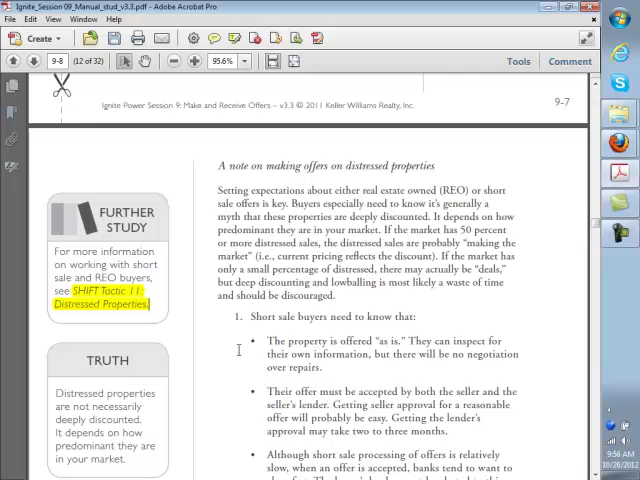 Ignite_Session 09_Manual_stud_v3.3.pdf - Adobe Acrobat Pro
File Edit View Window Help
Create
9-8 (12 of 32) 95.6% Tools Comment
Ignite Power Session 9: Make and Receive Offers – v3.3 © 2011 Keller Williams Realty, Inc.
9-7
A note on making offers on distressed properties
Setting expectations about either real estate owned (REO) or short
sale offers is key. Buyers especially need to know it's generally a
myth that these properties are deeply discounted. It depends on how
predominant they are in your market. If the market has 50 percent
or more distressed sales, the distressed sales are probably “making the
market” (i.e., current pricing reflects the discount). If the market has
only a small percentage of distressed, there may actually be “deals,”
but deep discounting and lowballing is most likely a waste of time
and should be discouraged.
1. Short sale buyers need to know that:
• The property is offered “as is.” They can inspect for
their own information, but there will be no negotiation
over repairs.
• Their offer must be accepted by both the seller and the
seller's lender. Getting seller approval for a reasonable
offer will probably be easy. Getting the lender's
approval may take two to three months.
• Although short sale processing of offers is relatively
slow, when an offer is accepted, banks tend to want to
FURTHER
STUDY
For more information
on working with short
sale and REO buyers,
see SHIFT Tactic 11:
Distressed Properties.
TRUTH
Distressed properties
are not necessarily
deeply discounted.
It depends on how
predominant they are
in your market.
9:56 AM
10/26/2012